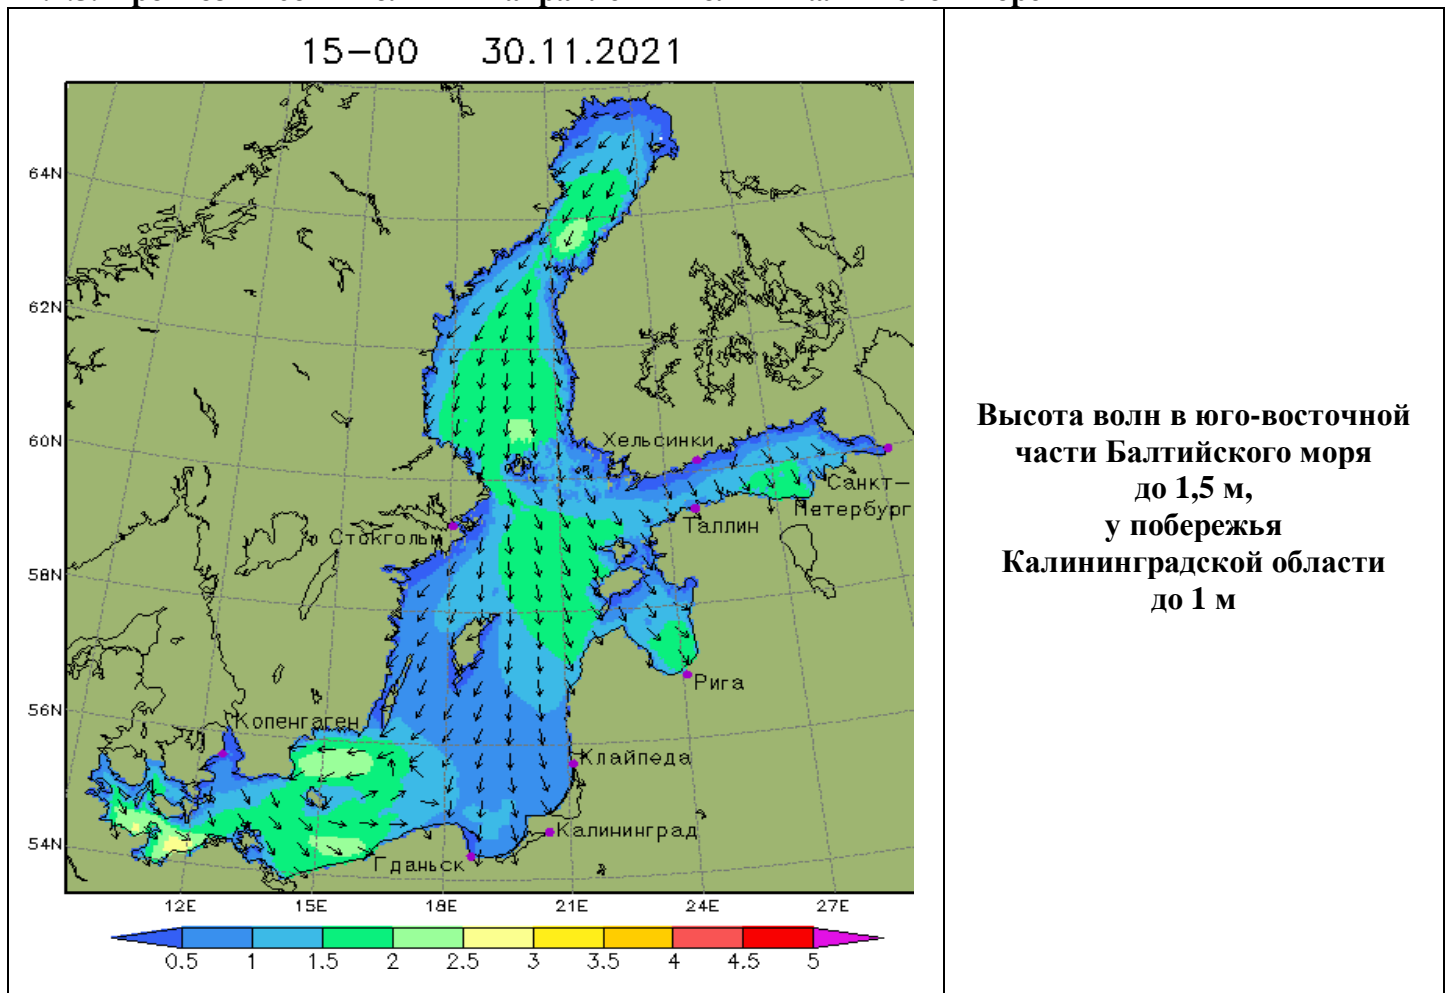 15-00 30.11.2021
64N
62N
60N
58N
56N
54N
Хельсинки
Санкт-
Петербург
Таллин
Стокгольм
Рига
Копенгаген
Клайпеда
Калининград
Гданьск
12E 15E 18E 21E 24E 27E
0.5 1 1.5 2 2.5 3 3.5 4 4.5 5
Высота волн в юго-восточной
части Балтийского моря
до 1,5 м,
у побережья
Калининградской области
до 1 м